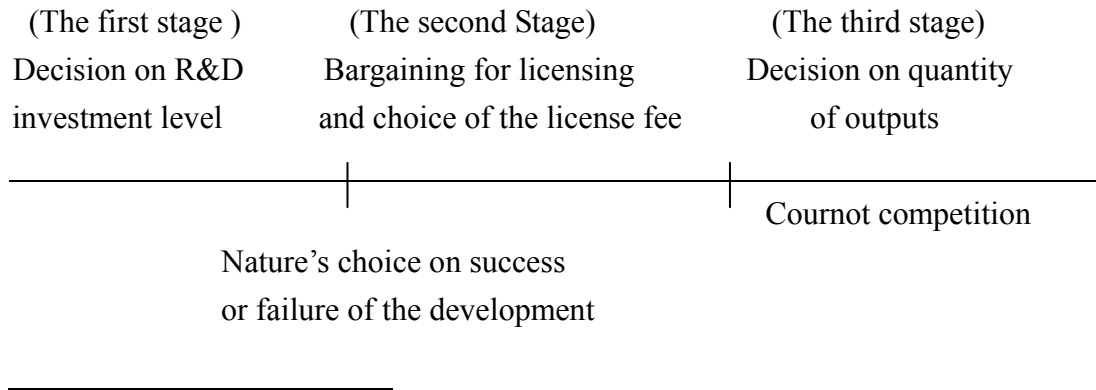 (The first stage ) (The second Stage) (The third stage)
Decision on R&D Bargaining for licensing Decision on quantity
investment level and choice of the license fee of outputs
Cournot competition
Nature’s choice on success
or failure of the development